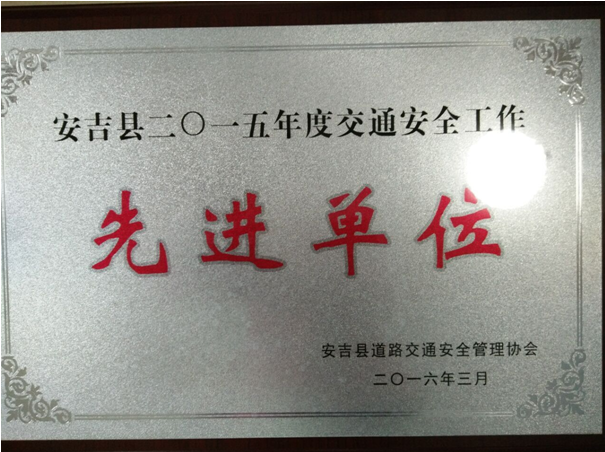 安吉县二〇一五年度交通安全工作
先进单位
安吉县道路交通安全管理协会
二〇一六年三月